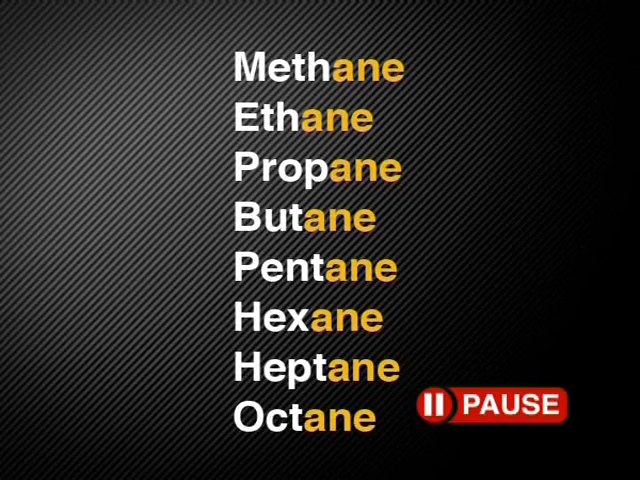 Methane
Ethane
Propane
Butane
Pentane
Hexane
Heptane
Octane
PAUSE